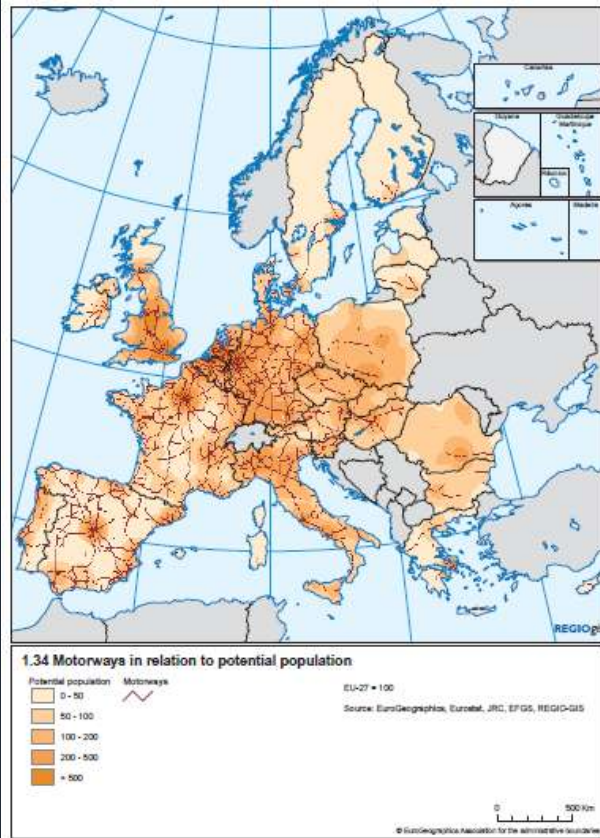 Canarias
Guyane
Guadeloupe
Martinique
Réunion
Açores
Madeira
REGIOgi
1.34 Motorways in relation to potential population
Potential population
Motorways
0 - 50
50 - 100
100 - 200
200 - 500
> 500
EU-27 = 100
Source: EuroGeographics, Eurostat, JRC, EFGS, REGIO-GIS
0
500 Km
© EuroGeographics Association for the administrative boundaries